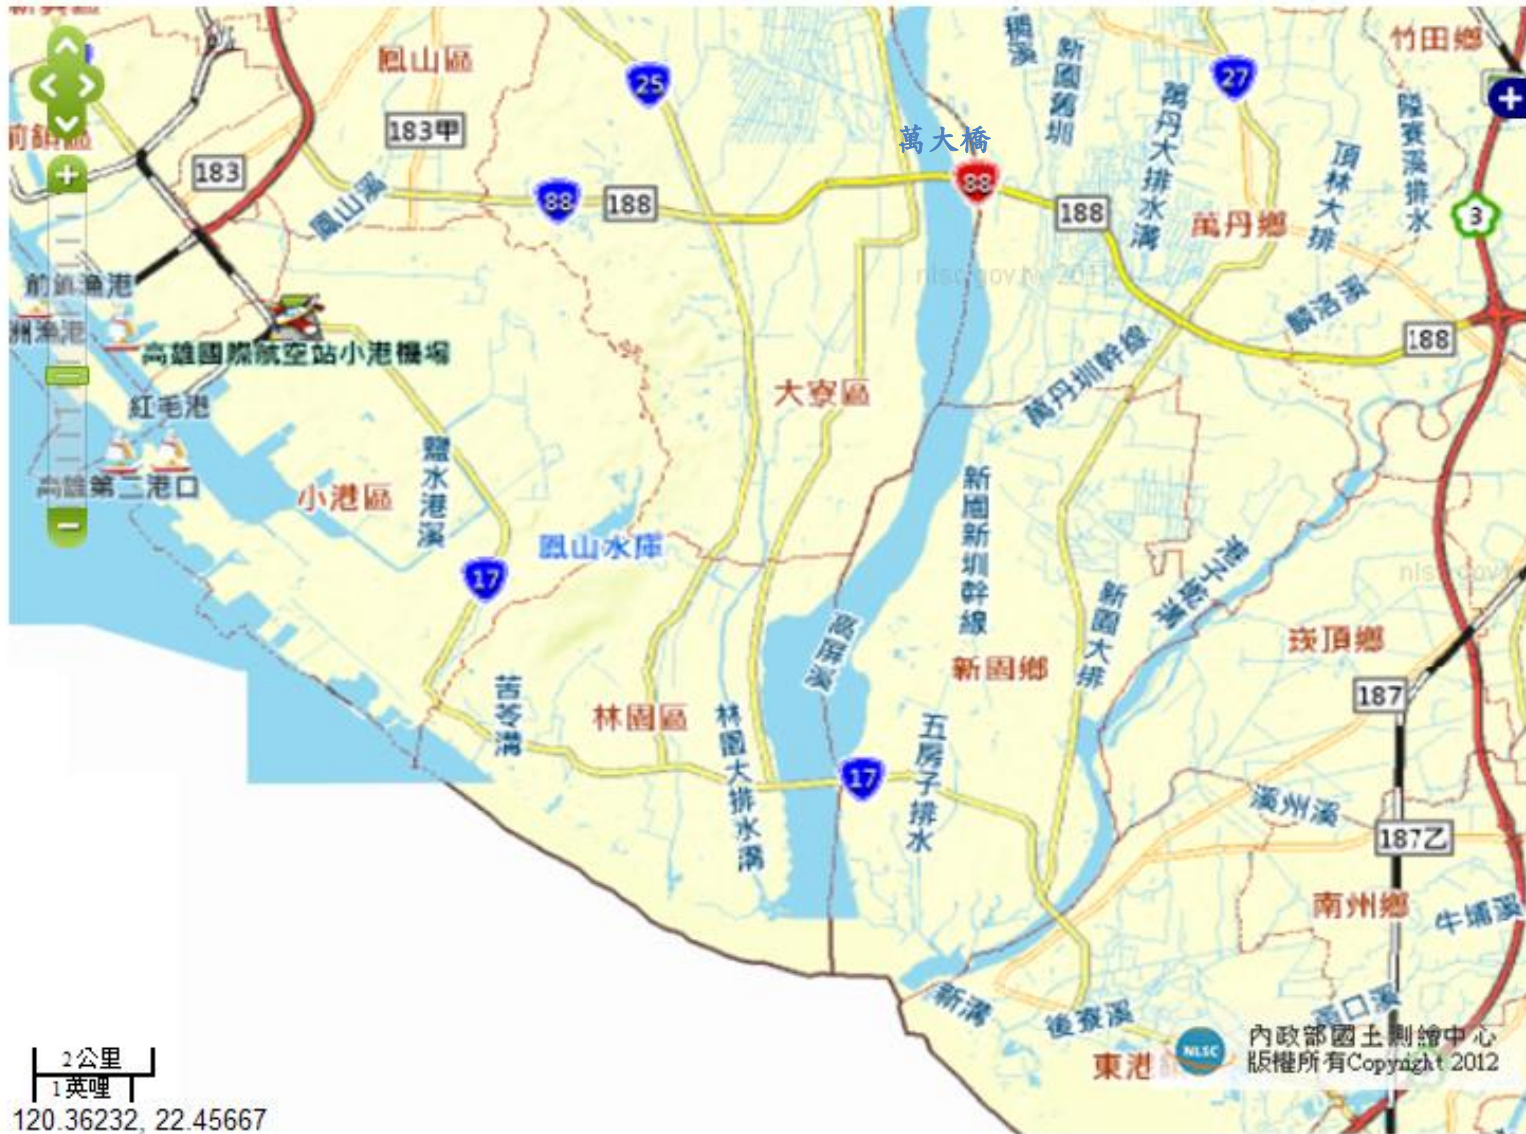 鳳山區
25
27
竹田鄉
183甲
萬大橋
新園舊圳
萬丹大排水溝
隘寮溪排水
頂林大排
183
鳳山溪
88
188
88
188
萬丹鄉
3
前鎮漁港
高雄國際航空站小港機場
麟洛溪
188
紅毛港
大寮區
萬丹圳幹線
高雄第二港口
小港區
鹽水港溪
鳳山水庫
17
新園新圳幹線
港子墘溝
高屏溪
新園鄉
新園大排
崁頂鄉
187
苦苓溝
林園區
林園大排水溝
17
五房子排水
溪州溪
187乙
南州鄉
牛埔溪
新溝
後寮溪
東港
NLSC
內政部國土測繪中心
版權所有Copyright 2012
2公里
1英哩
120.36232, 22.45667